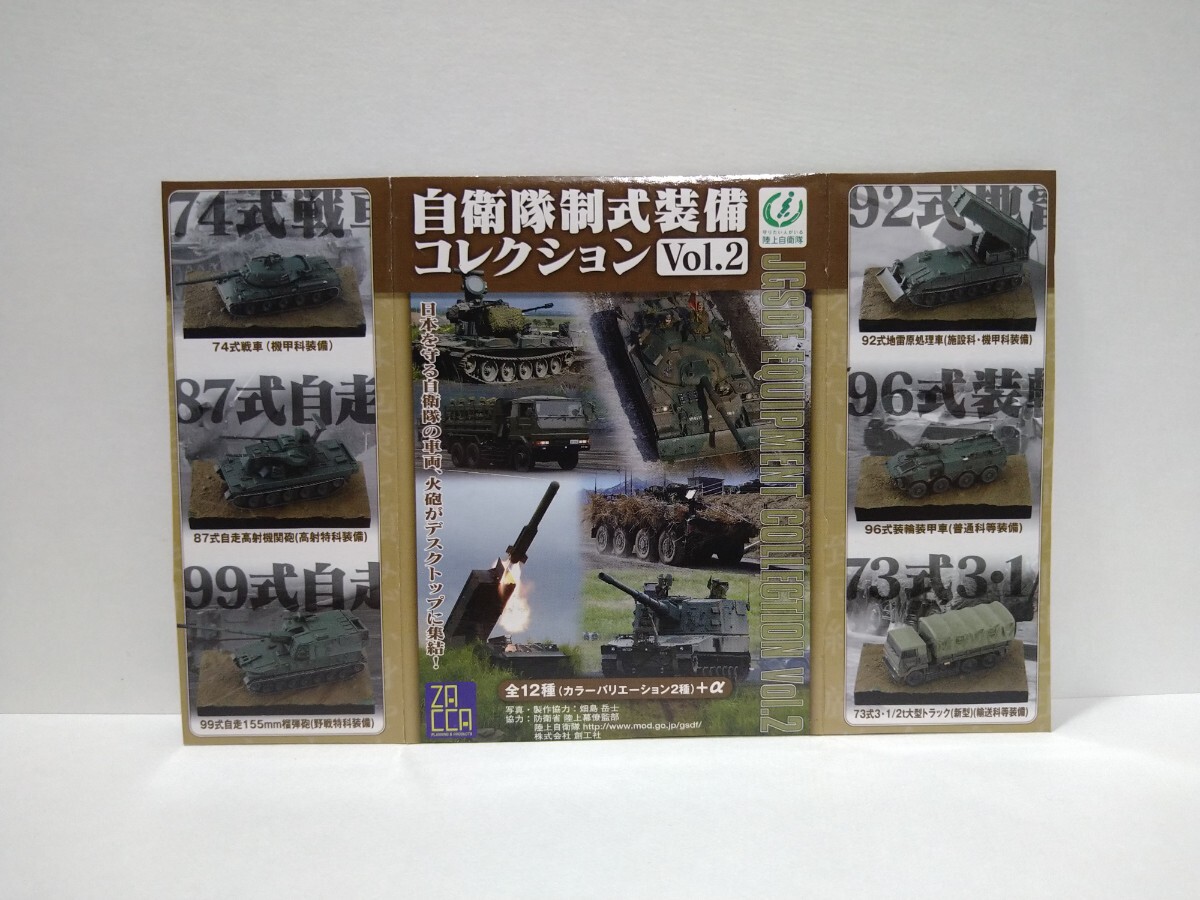 74式戦車
74式戦車(機甲科装備)
87式自走
87式自走高射機関砲(高射特科装備)
99式自走
99式自走155mm榴弾砲(野戦特科装備)
自衛隊制式装備
コレクション Vol.2
守りたい人がいる
陸上自衛隊
日本を守る自衛隊の車両、火砲がデスクトップに集結!
JGSDF EQUIPMENT COLLECTION Vol.2
全12種(カラーバリエーション2種)+α
ZACCA
PLANNING & PRODUCTS
写真・製作協力:畑島 岳士
協力:防衛省 陸上幕僚監部
陸上自衛隊 http://www.mod.go.jp/gsdf/
株式会社 創工社
92式地雷
92式地雷原処理車(施設科・機甲科装備)
96式装輪
96式装輪装甲車(普通科等装備)
73式3・1/
73式3・1/2t大型トラック(新型)(輸送科等装備)